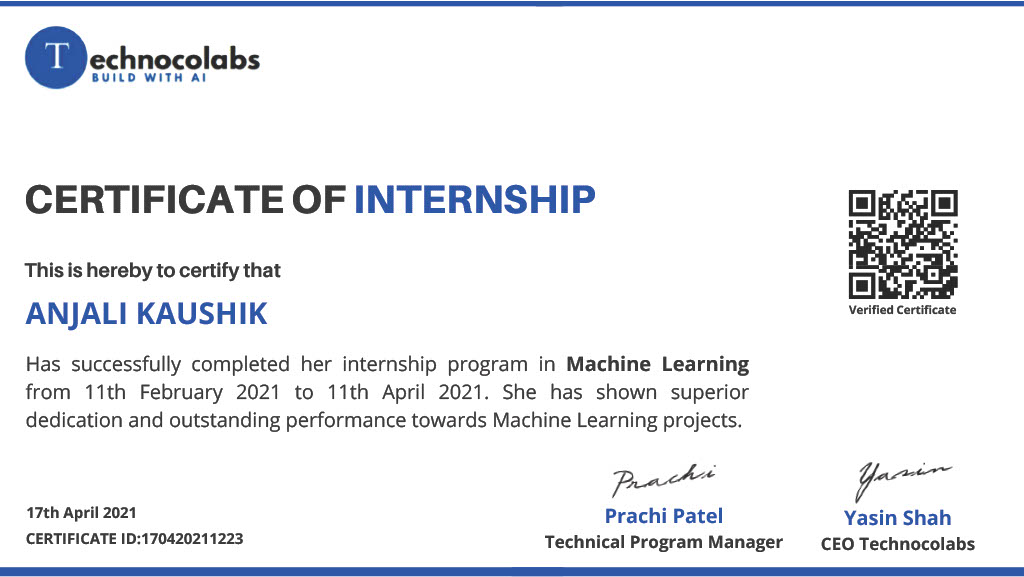 Technocolabs
BUILD WITH AI
CERTIFICATE OF INTERNSHIP
This is hereby to certify that
ANJALI KAUSHIK
Verified Certificate
Has successfully completed her internship program in Machine Learning
from 11th February 2021 to 11th April 2021. She has shown superior
dedication and outstanding performance towards Machine Learning projects.
Prachi
Yasin
17th April 2021
Prachi Patel
Yasin Shah
CERTIFICATE ID:170420211223
Technical Program Manager
CEO Technocolabs